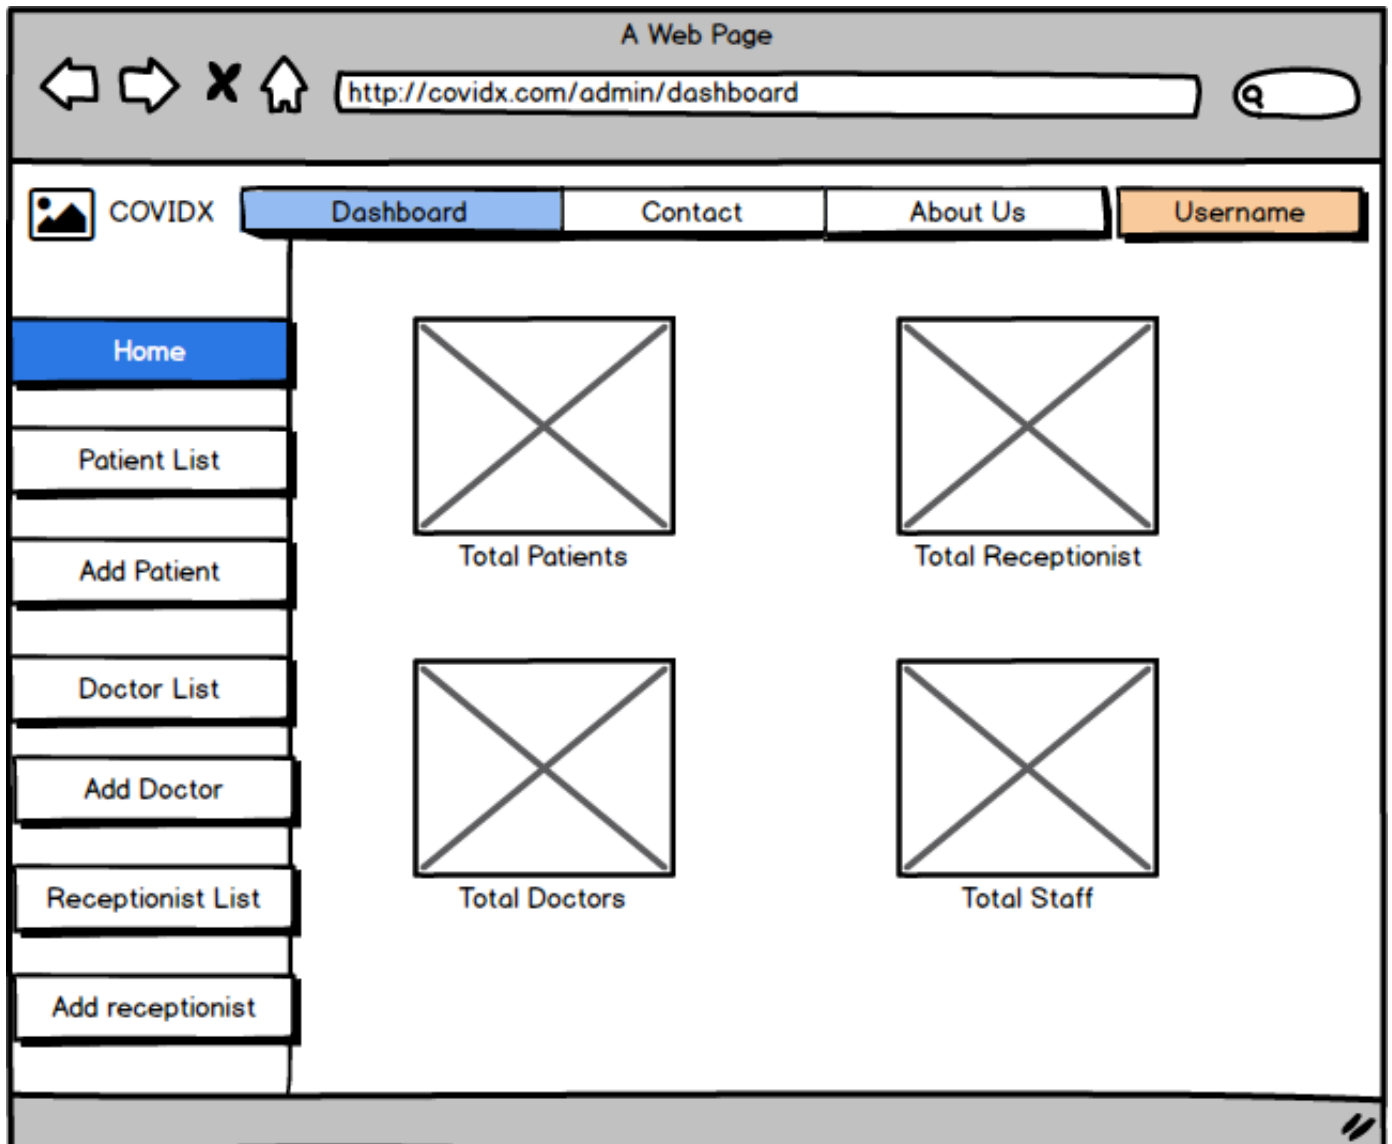 A Web Page
http://covidx.com/admin/dashboard
COVIDX
Dashboard
Contact
About Us
Username
Home
Patient List
Add Patient
Doctor List
Add Doctor
Receptionist List
Add receptionist
Total Patients
Total Receptionist
Total Doctors
Total Staff